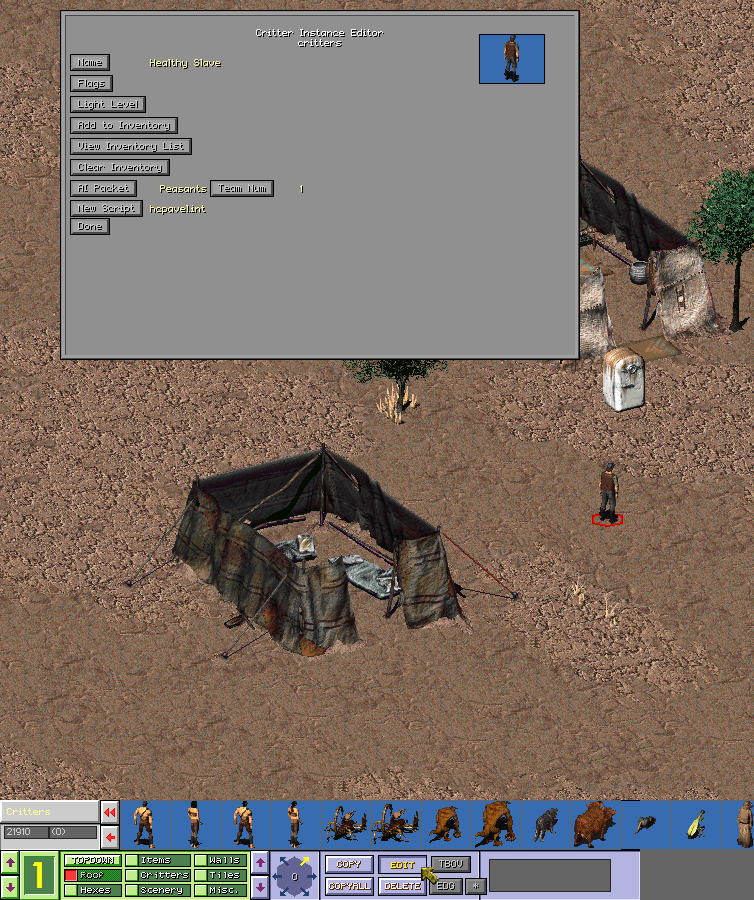 Critter Instance Editor
critters
Name Healthy Slave
Flags
Light Level
Add to Inventory
View Inventory List
Clear Inventory
AI Packet Peasants Team Num 1
New Script hcpavelint
Done
Critters
21910 (0)
1
TOPDOWN Items Walls
Roof Critters Tiles
Hexes Scenery Misc.
0
COPY EDIT TBOV
COPYALL DELETE EDG *